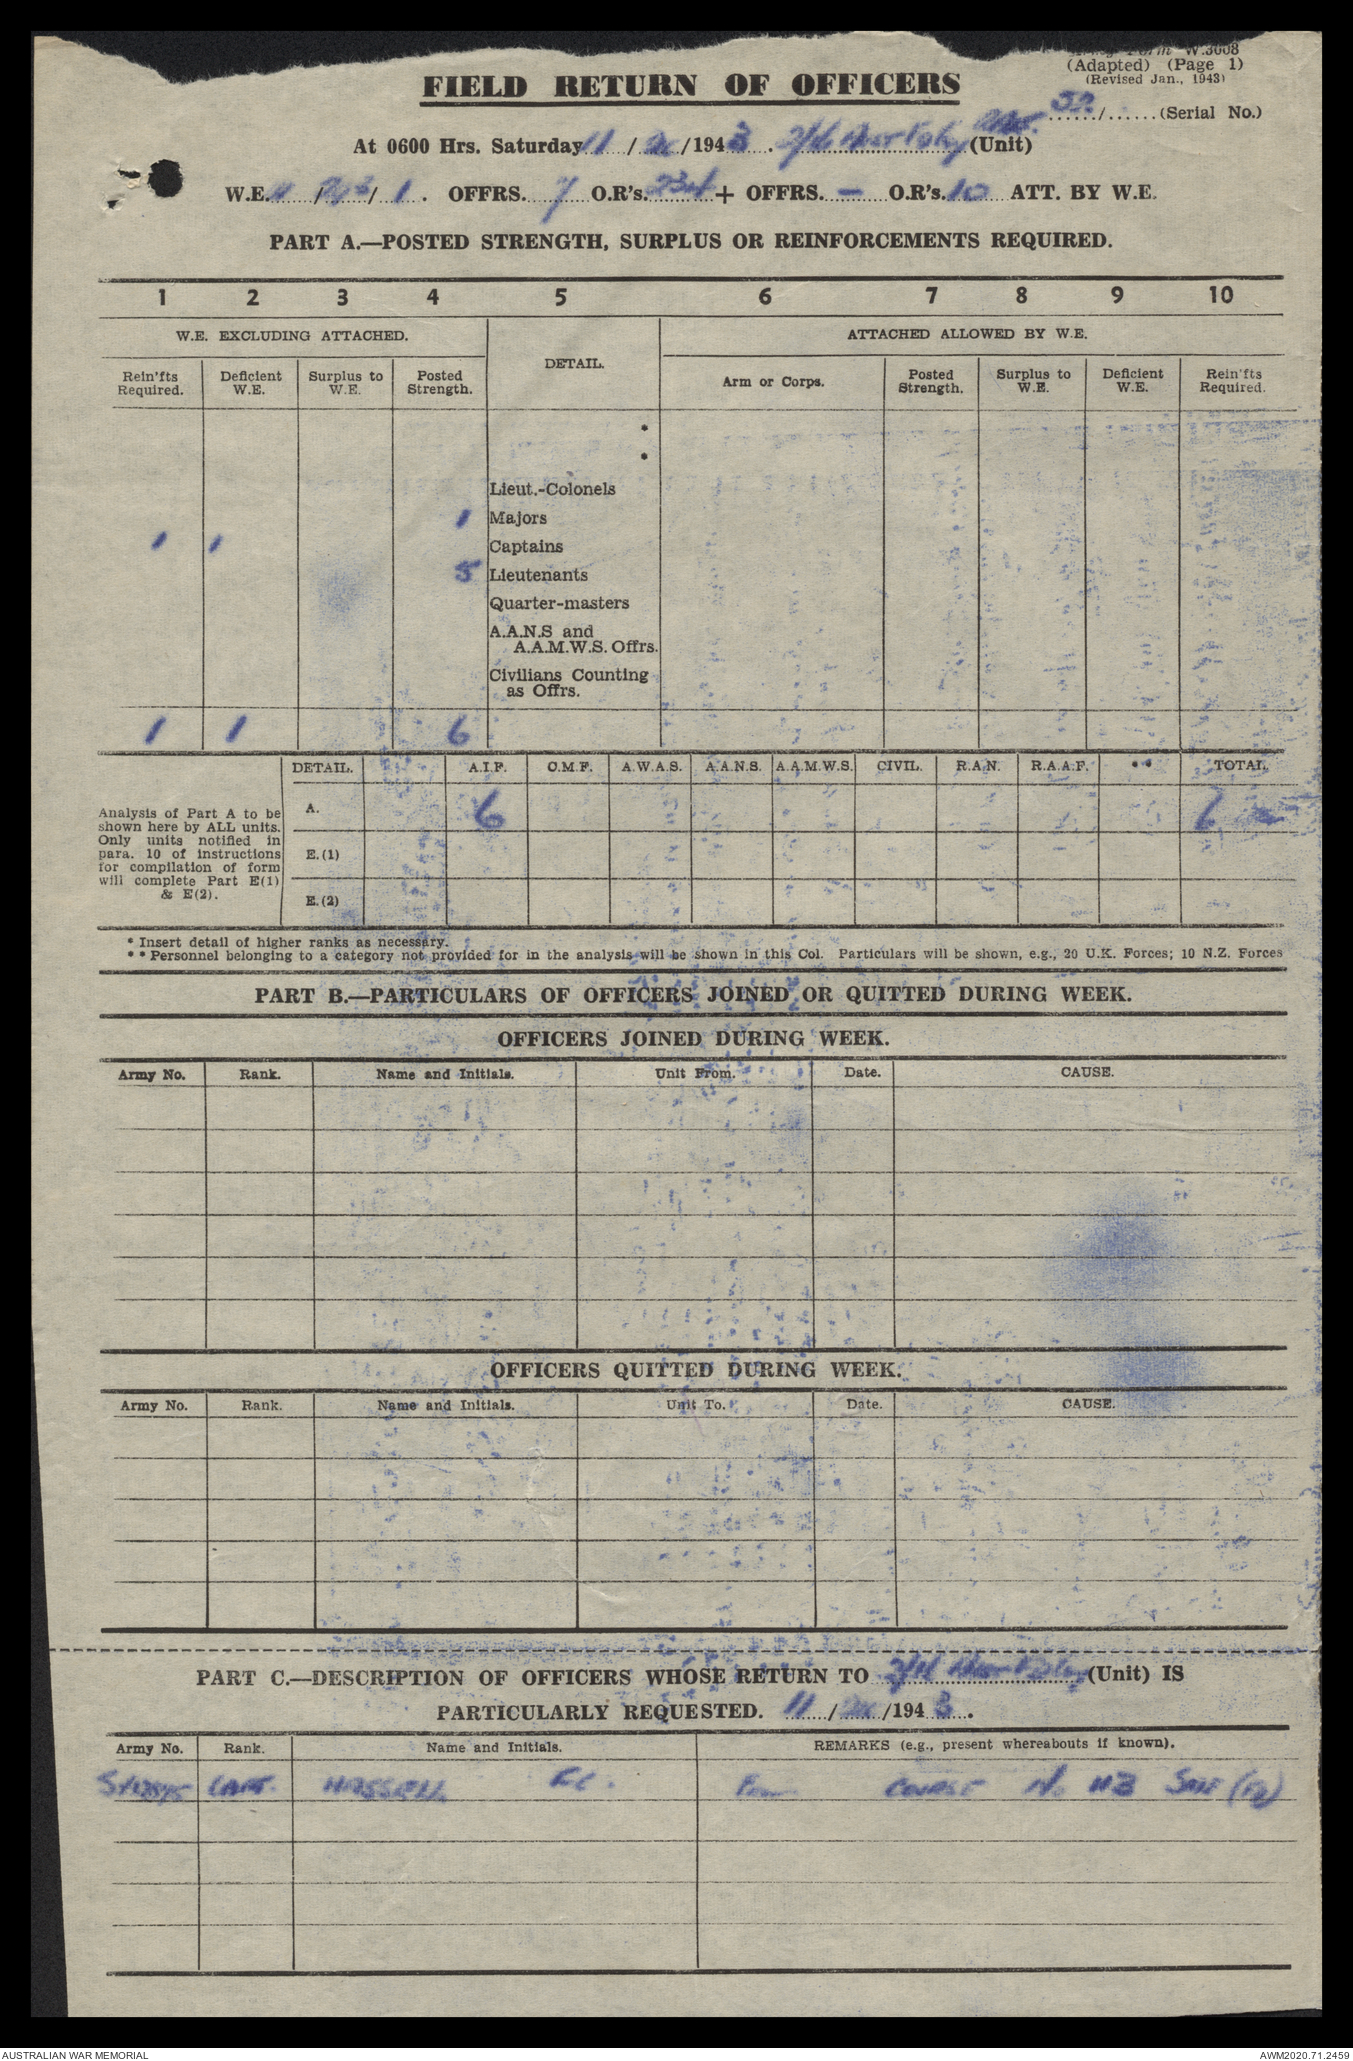 Form W.3008
(Adapted) (Page 1)
(Revised Jan., 1943)
FIELD RETURN OF OFFICERS
52 ....../...... (Serial No.)
At 0600 Hrs. Saturday 11 / /194 3 . (Unit)
W.E. / / 1 . OFFRS. 7 O.R's. 234 + OFFRS. — O.R's. 10 ATT. BY W.E.
PART A.—POSTED STRENGTH, SURPLUS OR REINFORCEMENTS REQUIRED.
1 2 3 4 5 6 7 8 9 10
W.E. EXCLUDING ATTACHED. DETAIL. ATTACHED ALLOWED BY W.E.
Rein'fts Required. Deficient W.E. Surplus to W.E. Posted Strength. Arm or Corps. Posted Strength. Surplus to W.E. Deficient W.E. Rein'fts Required.
*
*
Lieut.-Colonels
1 Majors
1 1 Captains
5 Lieutenants
Quarter-masters
A.A.N.S and
A.A.M.W.S. Offrs.
Civilians Counting
as Offrs.
1 1 6
DETAIL. A.I.F. C.M.F. A.W.A.S. A.A.N.S. A.A.M.W.S. CIVIL. R.A.N. R.A.A.F. ** TOTAL
Analysis of Part A to be
shown here by ALL units.
Only units notified in
para. 10 of instructions
for compilation of form
will complete Part E(1)
& E(2).
A. 6 6
E.(1)
E.(2)
* Insert detail of higher ranks as necessary.
** Personnel belonging to a category not provided for in the analysis will be shown in this Col. Particulars will be shown, e.g., 20 U.K. Forces; 10 N.Z. Forces
PART B.—PARTICULARS OF OFFICERS JOINED OR QUITTED DURING WEEK.
OFFICERS JOINED DURING WEEK.
Army No. Rank. Name and Initials. Unit From. Date. CAUSE.
OFFICERS QUITTED DURING WEEK.
Army No. Rank. Name and Initials. Unit To. Date. CAUSE.
PART C.—DESCRIPTION OF OFFICERS WHOSE RETURN TO (Unit) IS
PARTICULARLY REQUESTED. 11 / /194 3 .
Army No. Rank. Name and Initials. REMARKS (e.g., present whereabouts if known).
CAPT. COURSE No
AUSTRALIAN WAR MEMORIAL
AWM2020.71.2459